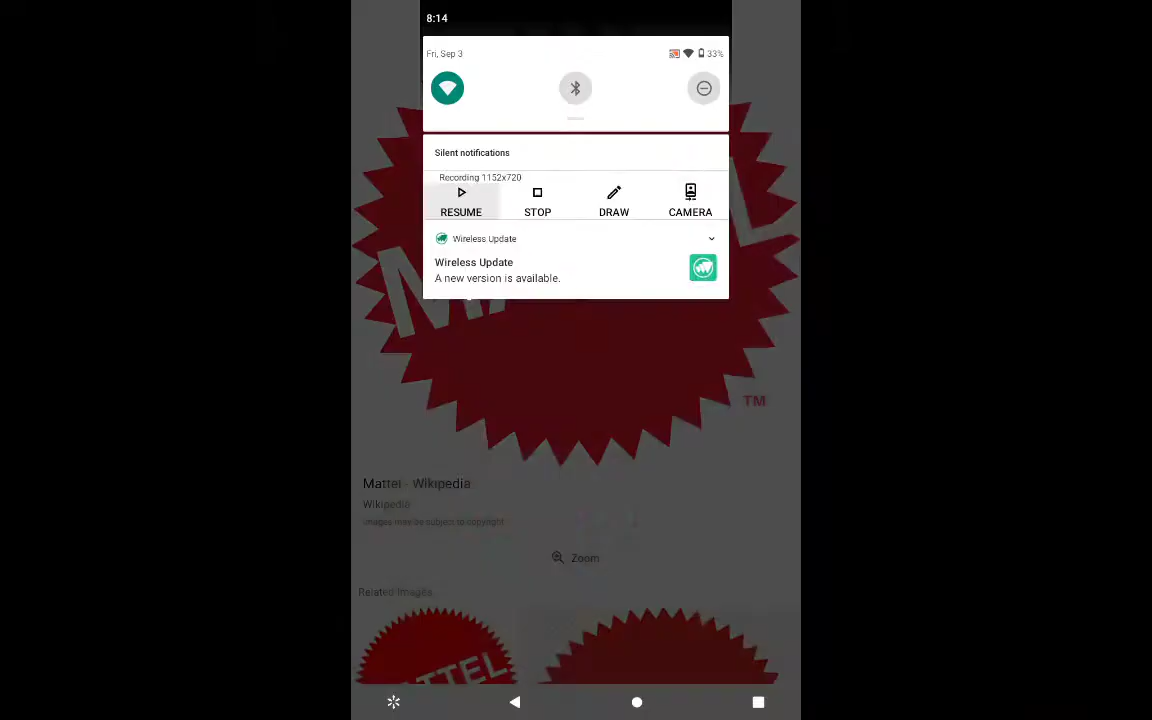 8:14
Fri, Sep 3
33%
Silent notifications
Recording 1152x720
RESUME STOP DRAW CAMERA
Wireless Update
Wireless Update
A new version is available.
TM
Mattel - Wikipedia
Wikipedia
Images may be subject to copyright
Zoom
Related Images
MATTEL